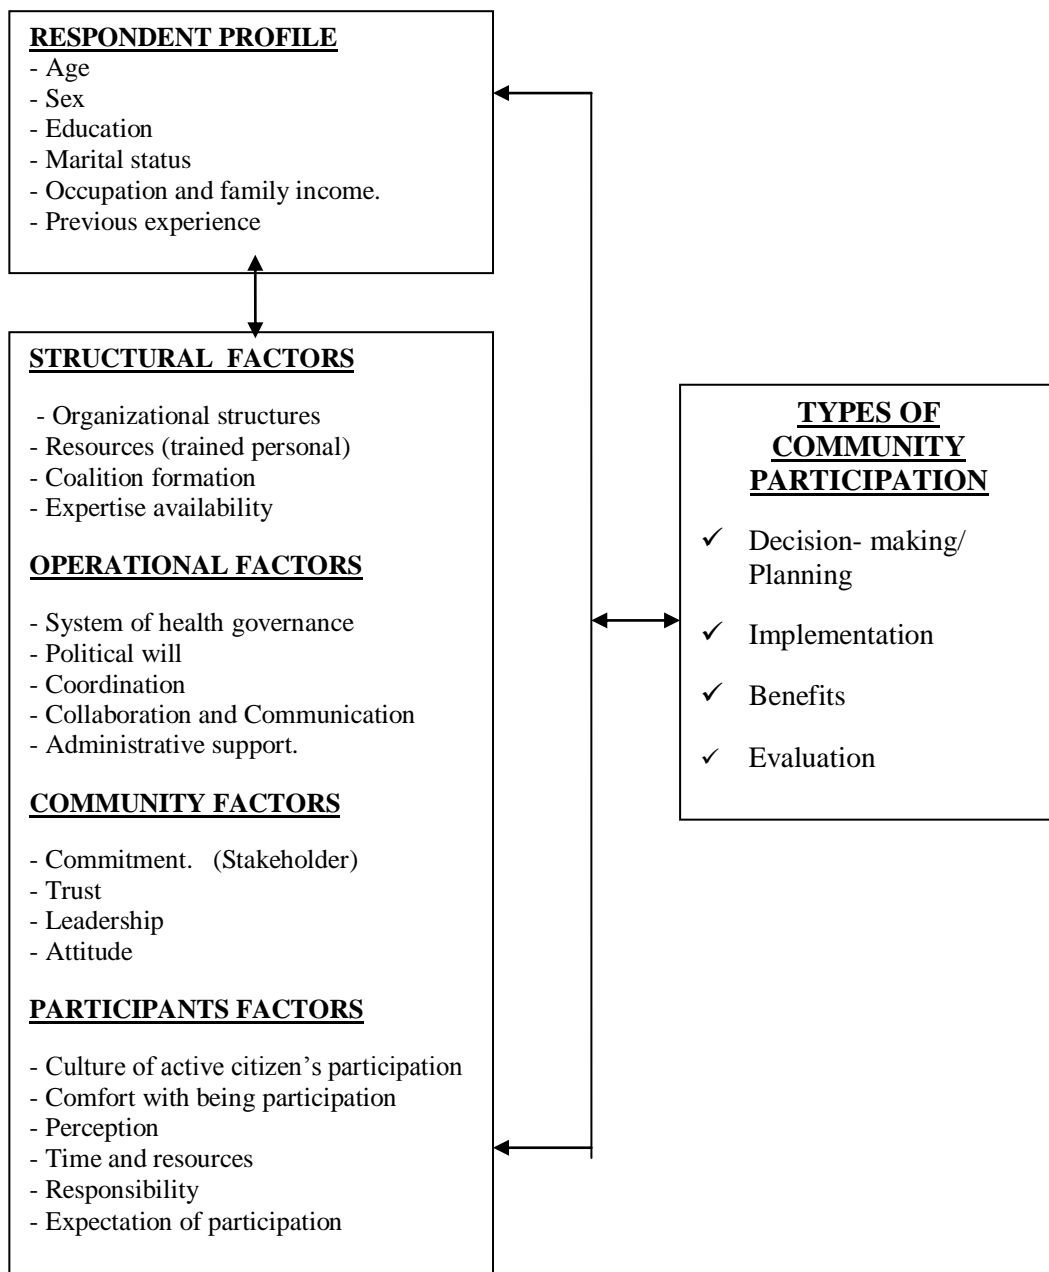 RESPONDENT PROFILE
- Age
- Sex
- Education
- Marital status
- Occupation and family income.
- Previous experience
STRUCTURAL FACTORS
- Organizational structures
- Resources (trained personal)
- Coalition formation
- Expertise availability
OPERATIONAL FACTORS
- System of health governance
- Political will
- Coordination
- Collaboration and Communication
- Administrative support.
COMMUNITY FACTORS
- Commitment. (Stakeholder)
- Trust
- Leadership
- Attitude
PARTICIPANTS FACTORS
- Culture of active citizen’s participation
- Comfort with being participation
- Perception
- Time and resources
- Responsibility
- Expectation of participation
TYPES OF
COMMUNITY
PARTICIPATION
✓ Decision- making/
Planning
✓ Implementation
✓ Benefits
✓ Evaluation